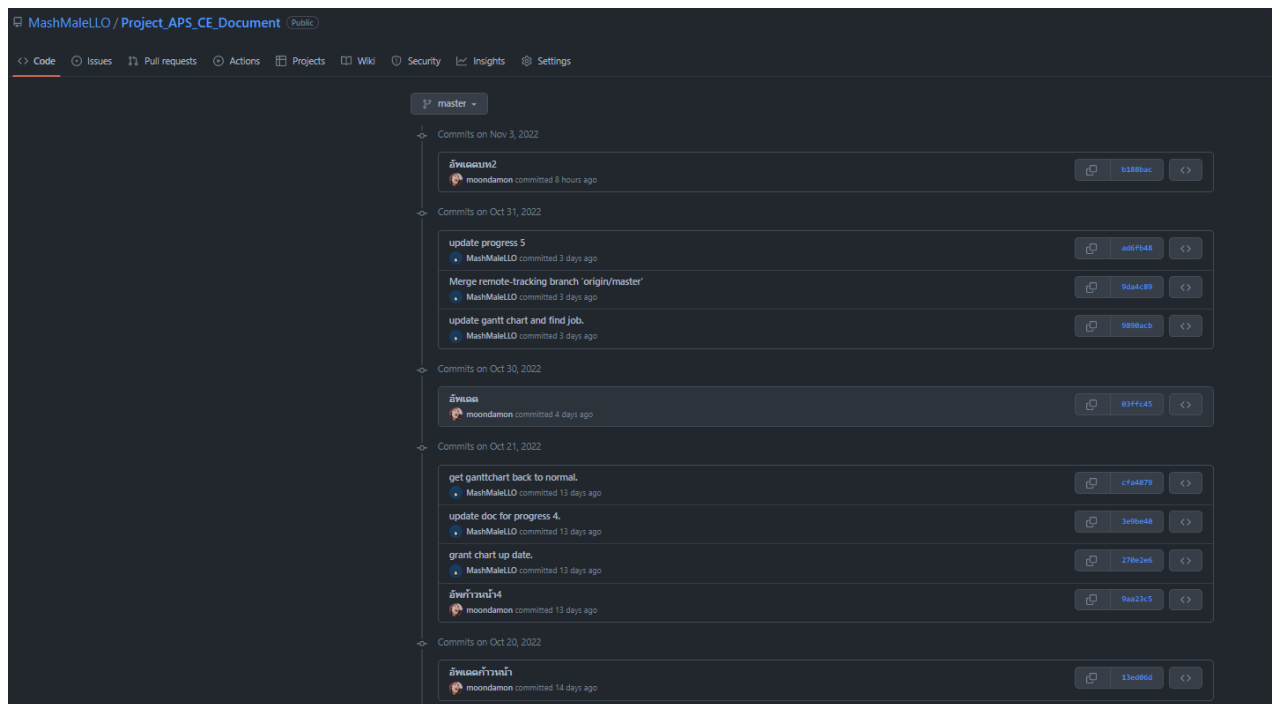 MashMaleLLO / Project_APS_CE_Document Public
Code Issues Pull requests Actions Projects Wiki Security Insights Settings
master
Commits on Nov 3, 2022
อัพเดตบท2
moondamon committed 8 hours ago
b188bac
Commits on Oct 31, 2022
update progress 5
MashMaleLLO committed 3 days ago
ad6fb48
Merge remote-tracking branch 'origin/master'
MashMaleLLO committed 3 days ago
9da4c89
update gantt chart and find job.
MashMaleLLO committed 3 days ago
9890acb
Commits on Oct 30, 2022
อัพเดต
moondamon committed 4 days ago
03ffc45
Commits on Oct 21, 2022
get ganttchart back to normal.
MashMaleLLO committed 13 days ago
cfa4079
update doc for progress 4.
MashMaleLLO committed 13 days ago
3e9be40
grant chart up date.
MashMaleLLO committed 13 days ago
270e2e6
อัพก้าวหน้า4
moondamon committed 13 days ago
9aa23c5
Commits on Oct 20, 2022
อัพเดตก้าวหน้า
moondamon committed 14 days ago
13ed06d